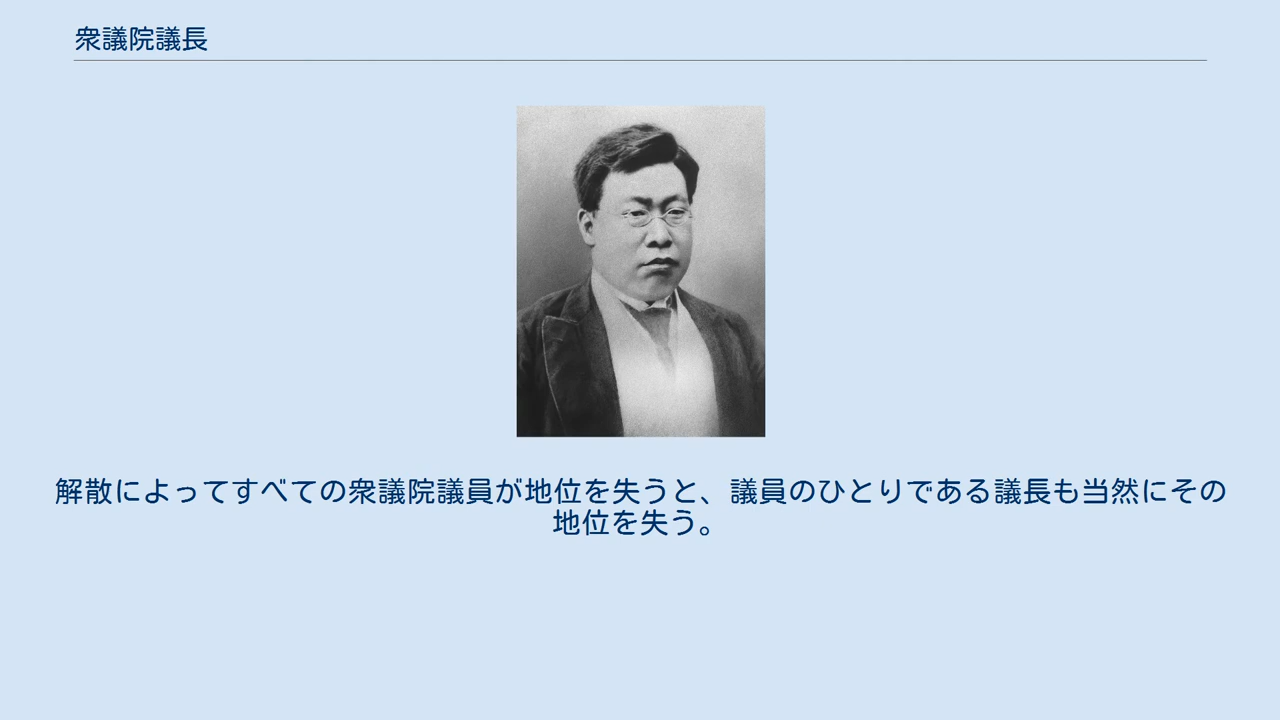 衆議院議長
解散によってすべての衆議院議員が地位を失うと、議員のひとりである議長も当然にその
地位を失う。